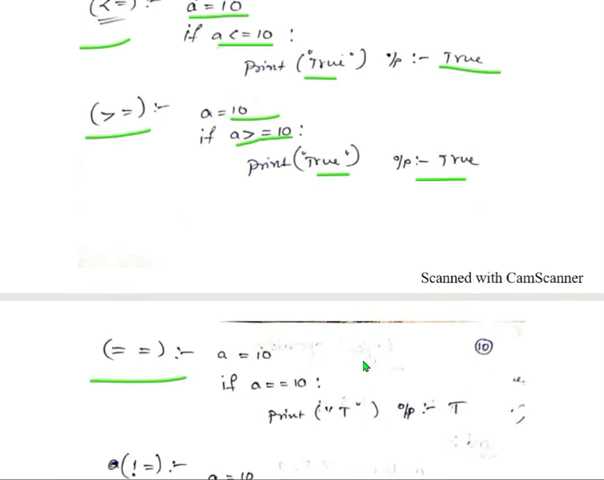 (<=) :- a = 10
if a <= 10 :
Print ("True") o/p :- True
(>=) :- a = 10
if a >= 10 :
print ("True") o/p :- True
Scanned with CamScanner
(= =) :- a = 10
10
if a == 10 :
print ("T") o/p :- T
(!=) :- a = 10